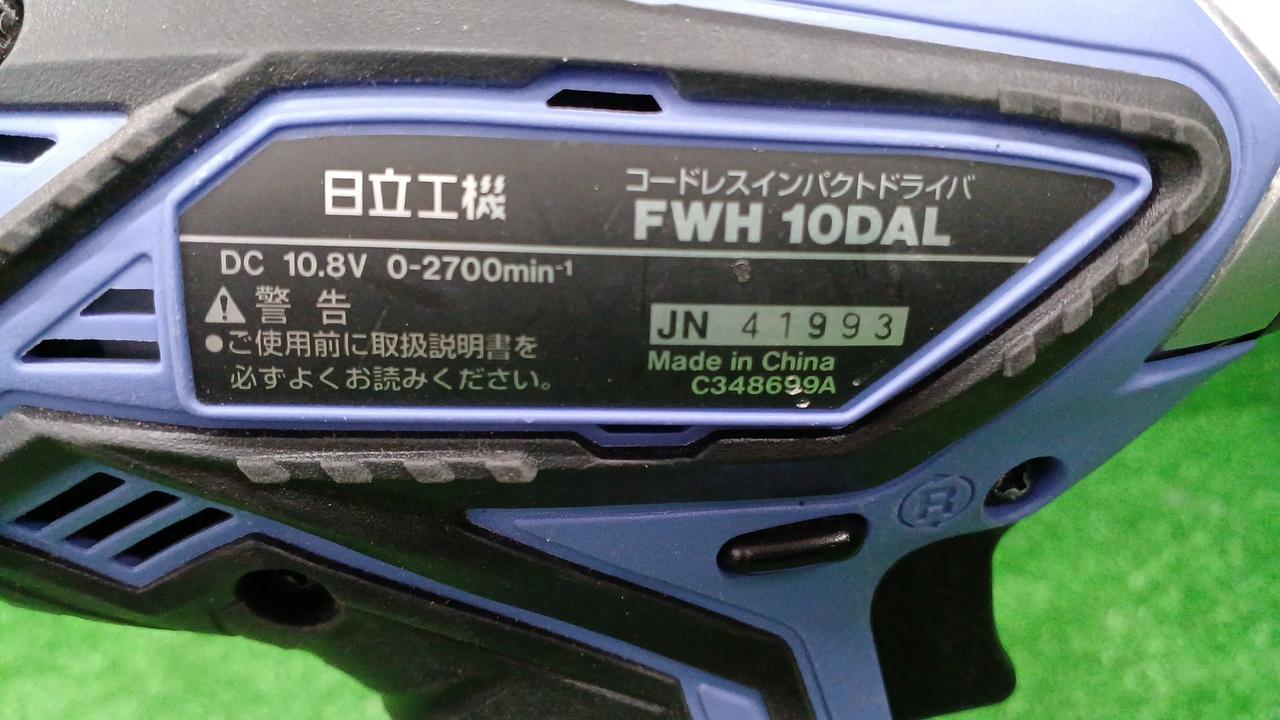 日立工機
コードレスインパクトドライバ
FWH 10DAL
DC 10.8V 0-2700min-1
警告
●ご使用前に取扱説明書を
必ずよくお読みください。
JN 41993
Made in China
C348699A
R